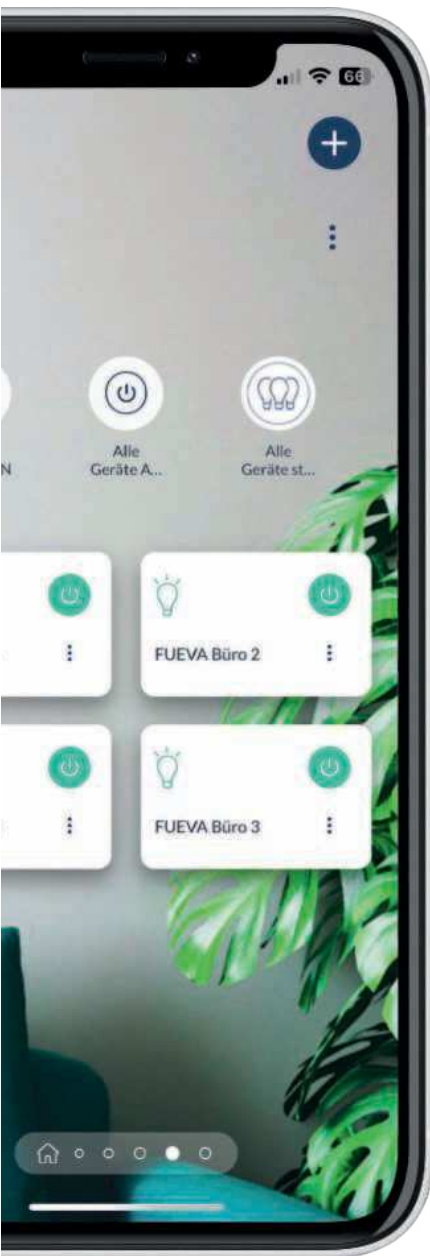 66
N
Alle
Geräte A...
Alle
Geräte st...
FUEVA Büro 2
FUEVA Büro 3